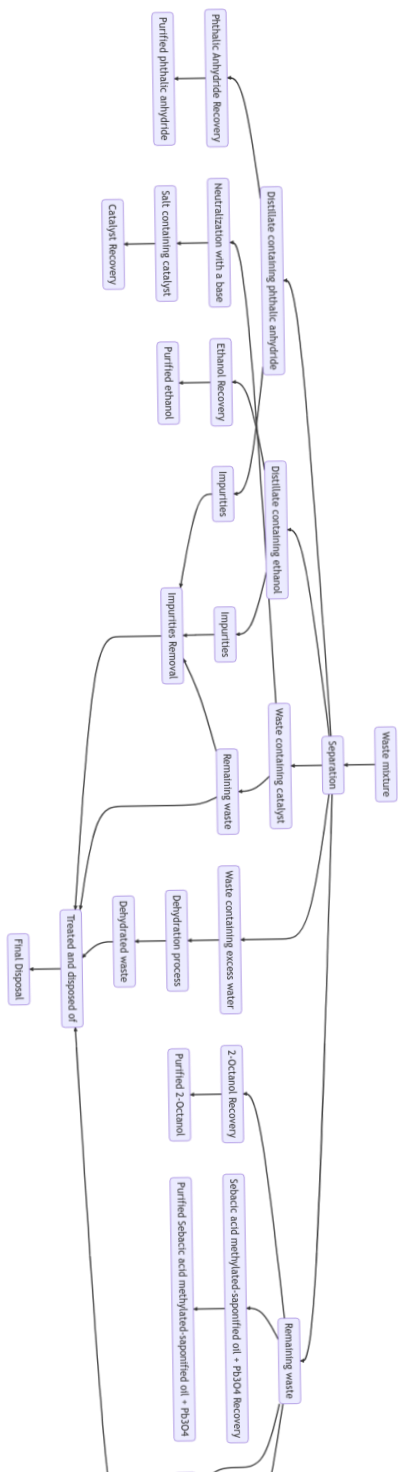 Waste mixture
Separation
Distillate containing phthalic anhydride
Distillate containing ethanol
Waste containing catalyst
Remaining waste
Phthalic Anhydride Recovery
Neutralization with a base
Ethanol Recovery
Impurities
Impurities
Remaining waste
Waste containing excess water
2-Octanol Recovery
Sebacic acid methylated-saponified oil + Pb3O4 Recovery
Purified phthalic anhydride
Salt containing catalyst
Purified ethanol
Impurities Removal
Dehydration process
Purified 2-Octanol
Purified Sebacic acid methylated-saponified oil + Pb3O4
Catalyst Recovery
Dehydrated waste
Treated and disposed of
Final Disposal